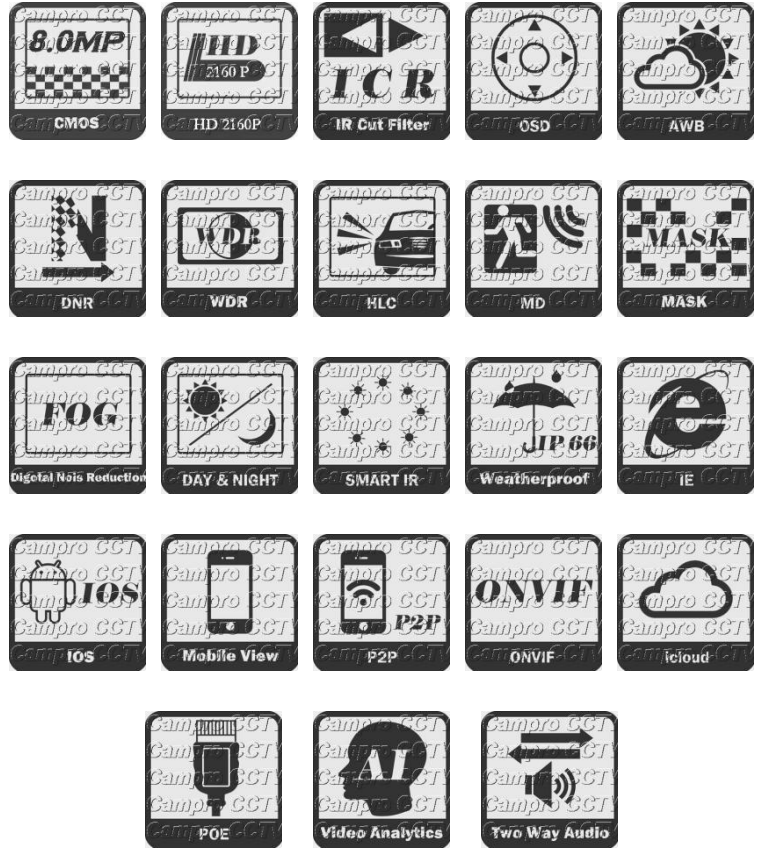 8.0MP
CMOS
HD
2160 P
HD 2160P
I C R
IR Cut Filter
OSD
AWB
N
DNR
WDR
WDR
HLC
MD
MASK
MASK
FOG
Digotal Nois Reduction
DAY & NIGHT
SMART IR
IP 66
Weatherproof
e
IE
IOS
IOS
Mobile View
P2P
P2P
ONVIF
ONVIF
icloud
POE
AI
Video Analytics
Two Way Audio
Campro CCTV